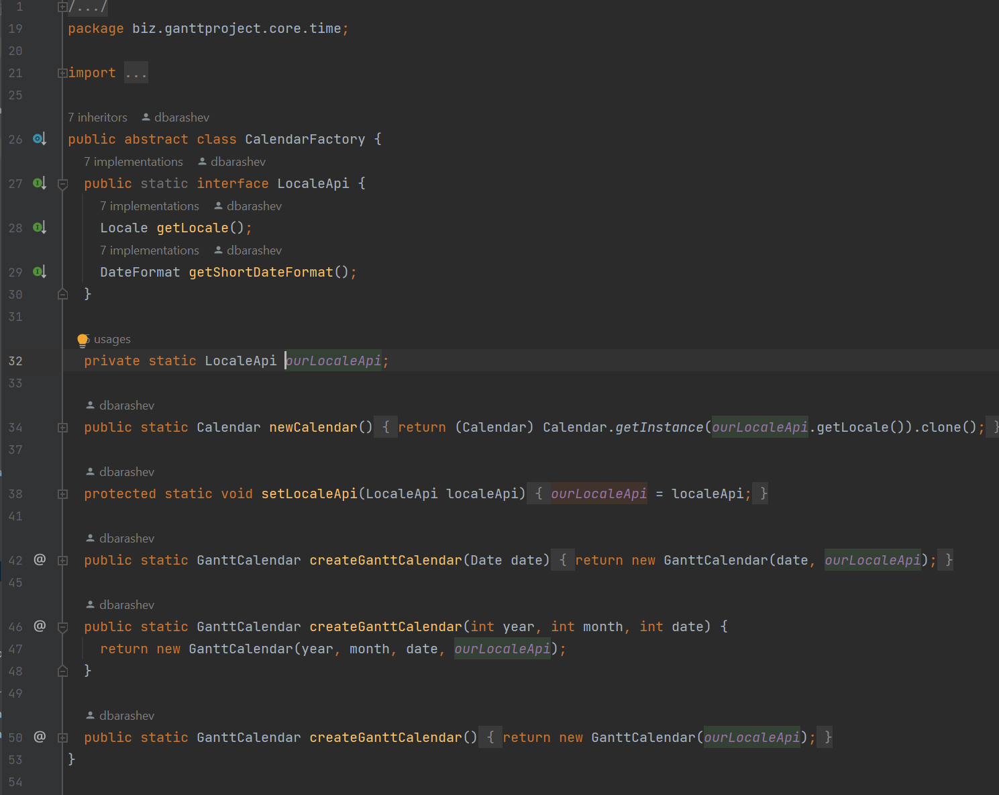 1 /.../
19 package biz.ganttproject.core.time;
20
21 import ...
25
7 inheritors dbarashev
26 public abstract class CalendarFactory {
7 implementations dbarashev
27 public static interface LocaleApi {
7 implementations dbarashev
28 Locale getLocale();
7 implementations dbarashev
29 DateFormat getShortDateFormat();
30 }
31
usages
32 private static LocaleApi ourLocaleApi;
33
dbarashev
34 public static Calendar newCalendar() { return (Calendar) Calendar.getInstance(ourLocaleApi.getLocale()).clone(); }
37
dbarashev
38 protected static void setLocaleApi(LocaleApi localeApi) { ourLocaleApi = localeApi; }
41
dbarashev
42 @ public static GanttCalendar createGanttCalendar(Date date) { return new GanttCalendar(date, ourLocaleApi); }
45
dbarashev
46 @ public static GanttCalendar createGanttCalendar(int year, int month, int date) {
47 return new GanttCalendar(year, month, date, ourLocaleApi);
48 }
49
dbarashev
50 @ public static GanttCalendar createGanttCalendar() { return new GanttCalendar(ourLocaleApi); }
53 }
54